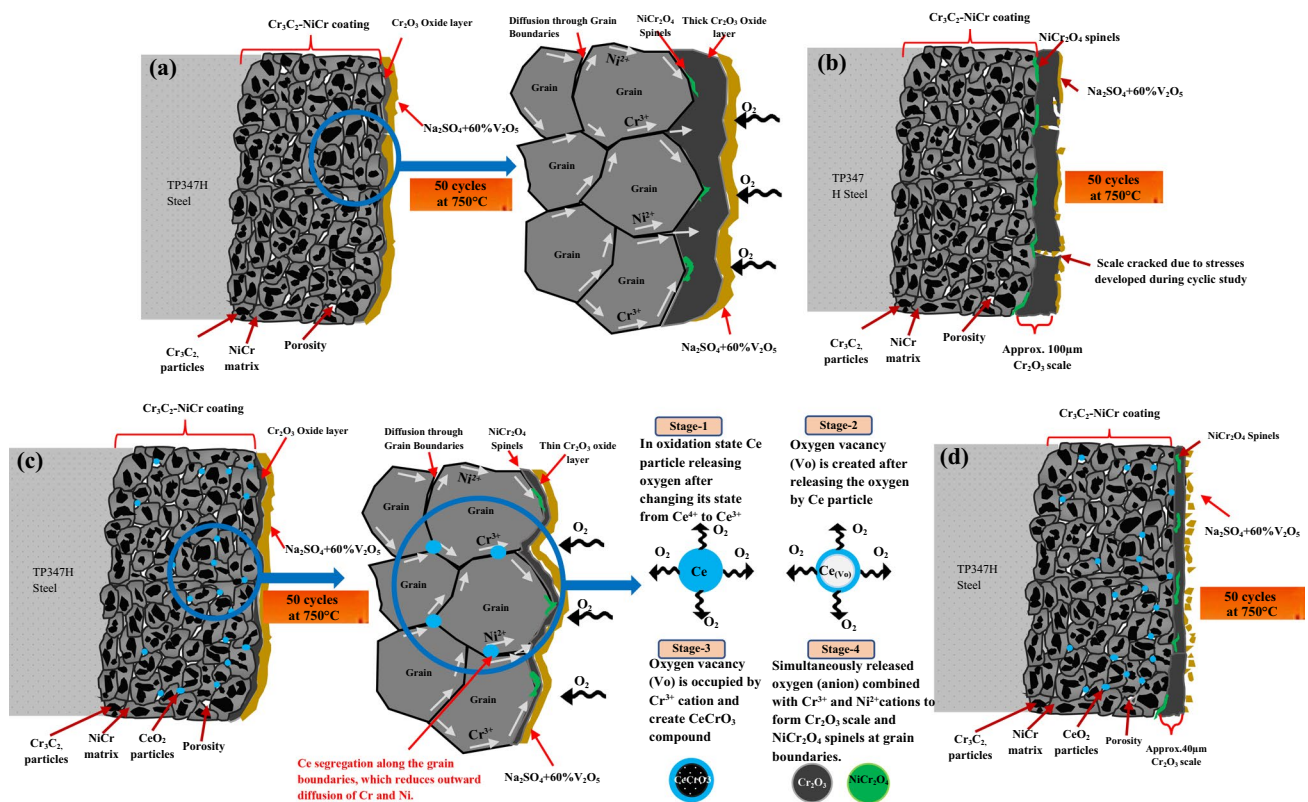 (a)
Cr₃C₂-NiCr coating
Cr₂O₃ Oxide layer
TP347H
Steel
Na₂SO₄+60%V₂O₅
50 cycles
at 750°C
Cr₃C₂,
particles
NiCr
matrix
Porosity
Diffusion through Grain
Boundaries
NiCr₂O₄
Spinels
Thick Cr₂O₃ Oxide
layer
Ni²⁺
Grain
Grain
Cr³⁺
O₂
Grain
Grain
O₂
Ni²⁺
Grain
Grain
O₂
Cr³⁺
Na₂SO₄+60%V₂O₅
(b)
Cr₃C₂-NiCr coating
NiCr₂O₄ spinels
Na₂SO₄+60%V₂O₅
TP347
H Steel
50 cycles
at 750°C
Scale cracked due to stresses
developed during cyclic study
Cr₃C₂,
particles
NiCr
matrix
Porosity
Approx. 100μm
Cr₂O₃ scale
(c)
Cr₃C₂-NiCr coating
Cr₂O₃ Oxide layer
TP347H
Steel
Na₂SO₄+60%V₂O₅
50 cycles
at 750°C
Cr₃C₂,
particles
NiCr
matrix
CeO₂
particles
Porosity
Diffusion through
Grain Boundaries
NiCr₂O₄
Spinels
Thin Cr₂O₃ oxide
layer
Ni²⁺
Grain
Grain
Cr³⁺
O₂
Grain
Grain
O₂
Ni²⁺
Grain
Grain
O₂
Cr³⁺
Na₂SO₄+60%V₂O₅
Ce segregation along the grain
boundaries, which reduces outward
diffusion of Cr and Ni.
Stage-1
In oxidation state Ce
particle releasing
oxygen after
changing its state
from Ce⁴⁺ to Ce³⁺
O₂
O₂
Ce
O₂
O₂
Stage-2
Oxygen vacancy
(Vo) is created after
releasing the oxygen
by Ce particle
O₂
O₂
Ce(Vo)
O₂
O₂
Stage-3
Oxygen vacancy
(Vo) is occupied by
Cr³⁺ cation and
create CeCrO₃
compound
CeCrO3
Stage-4
Simultaneously released
oxygen (anion) combined
with Cr³⁺ and Ni²⁺cations to
form Cr₂O₃ scale and
NiCr₂O₄ spinels at grain
boundaries.
Cr₂O₃
NiCr₂O₄
(d)
Cr₃C₂-NiCr coating
NiCr₂O₄ Spinels
Na₂SO₄+60%V₂O₅
TP347H
Steel
50 cycles
at 750°C
Cr₃C₂,
particles
NiCr
matrix
CeO₂
particles
Porosity
Approx.40μm
Cr₂O₃ scale